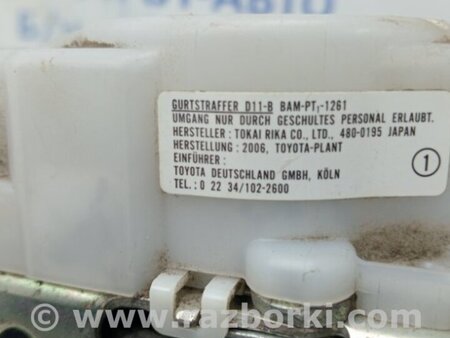 GURTSTRAFFER D11-B BAM-PT₁-1261
UMGANG NUR DURCH GESCHULTES PERSONAL ERLAUBT.
HERSTELLER : TOKAI RIKA CO., LTD., 480-0195 JAPAN
HERSTELLUNG : 2006, TOYOTA-PLANT
EINFÜHRER :
TOYOTA DEUTSCHLAND GMBH, KÖLN
TEL.: 0 22 34/102-2600
1
www.razborki.com